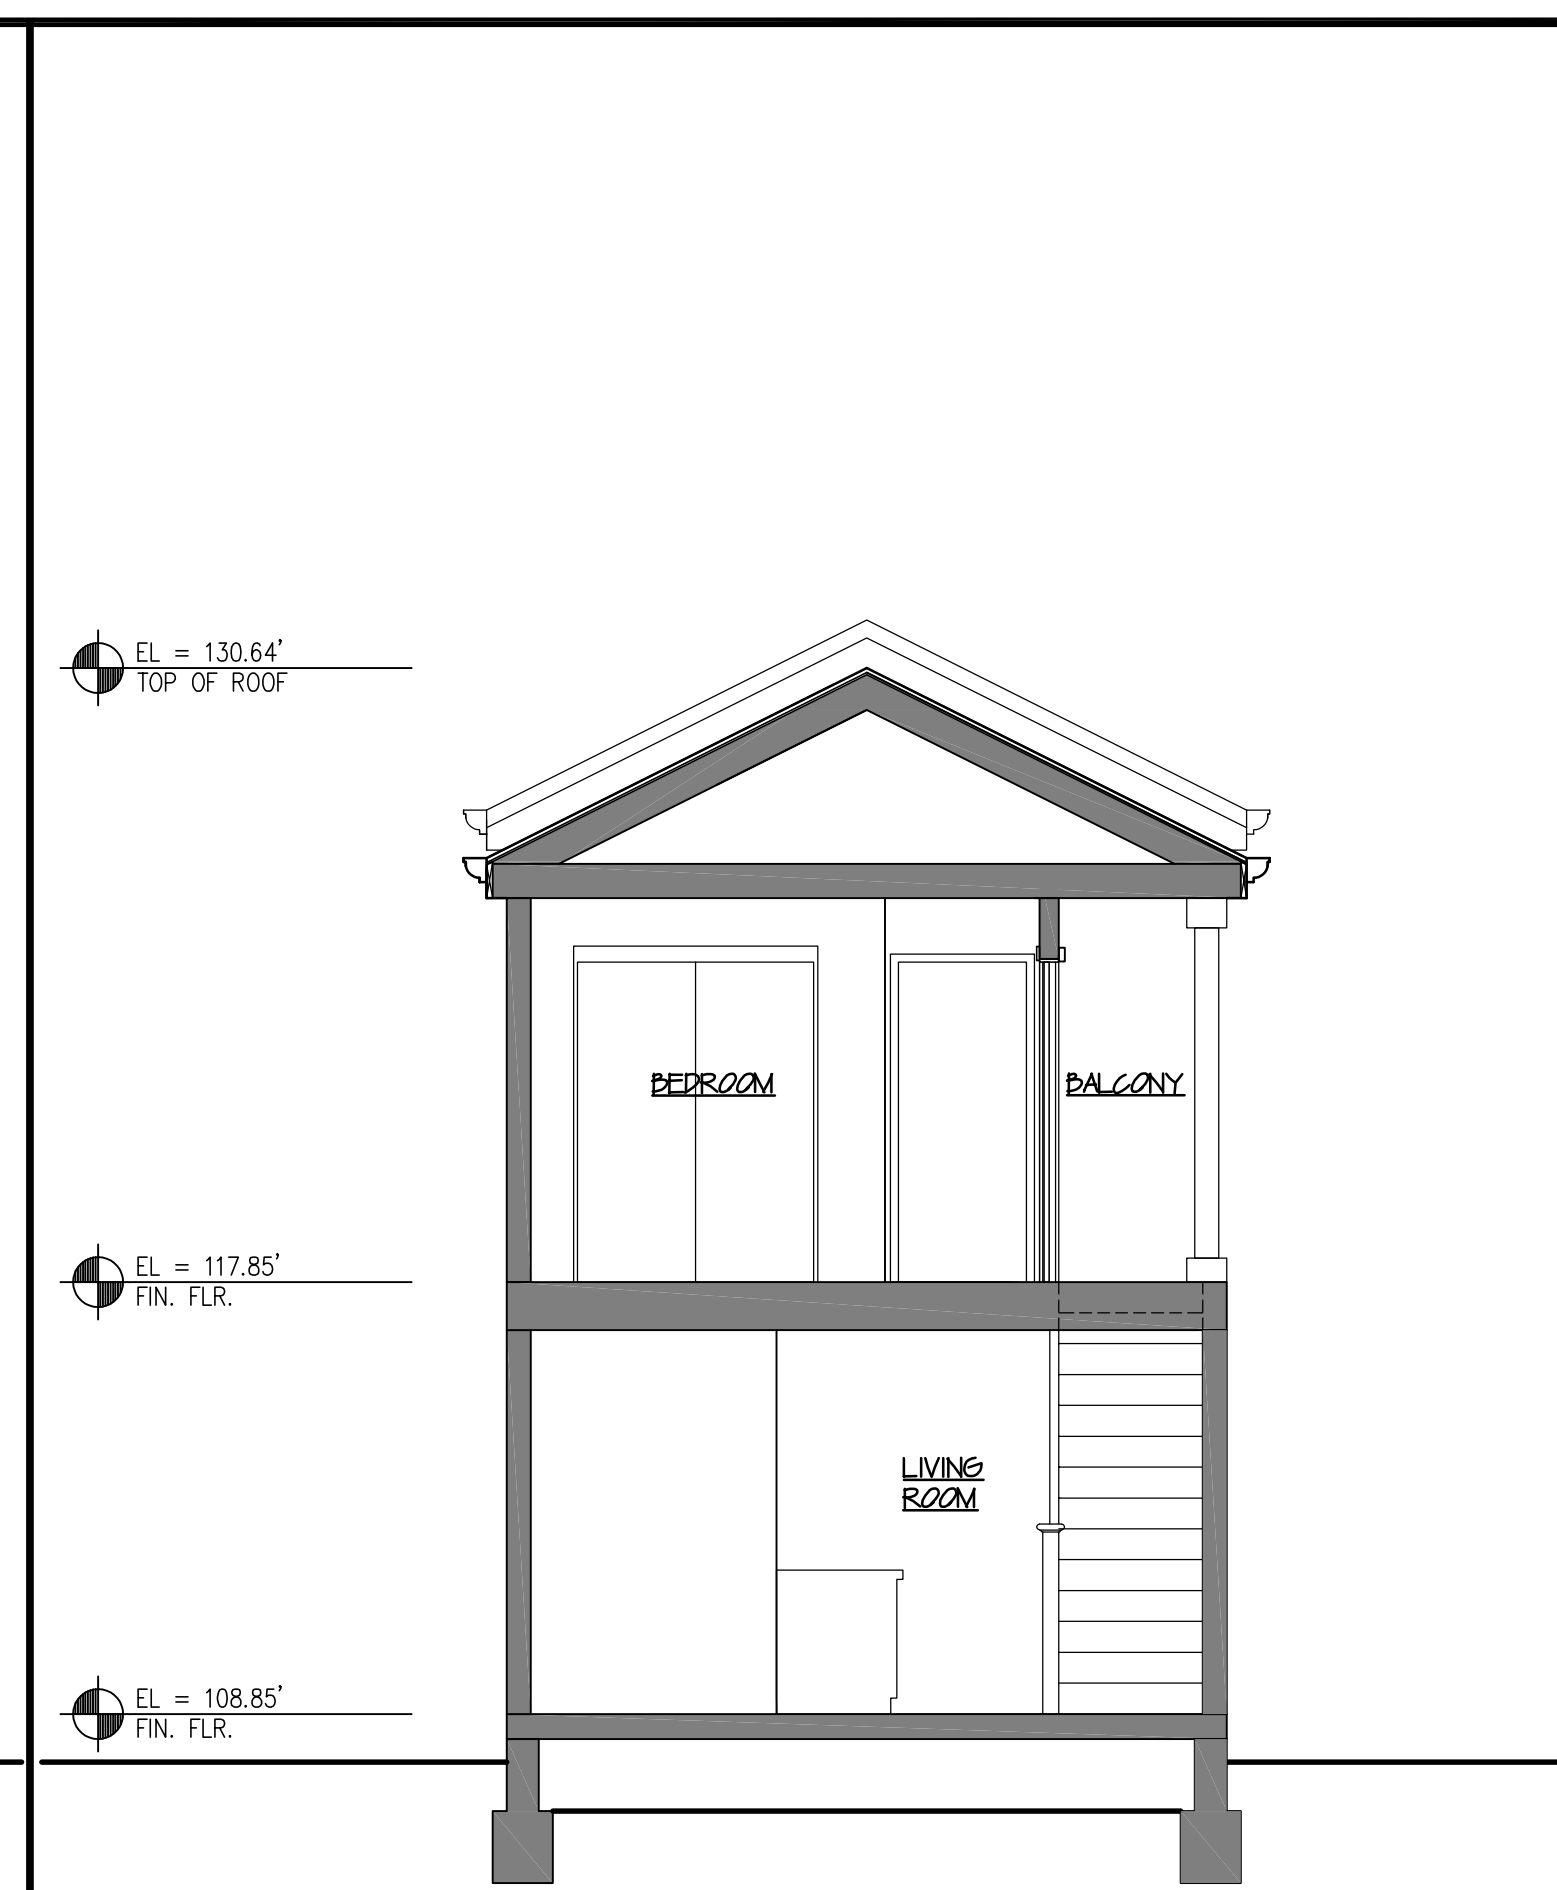 EL = 130.64'
TOP OF ROOF
BEDROOM
BALCONY
EL = 117.85'
FIN. FLR.
LIVING
ROOM
EL = 108.85'
FIN. FLR.